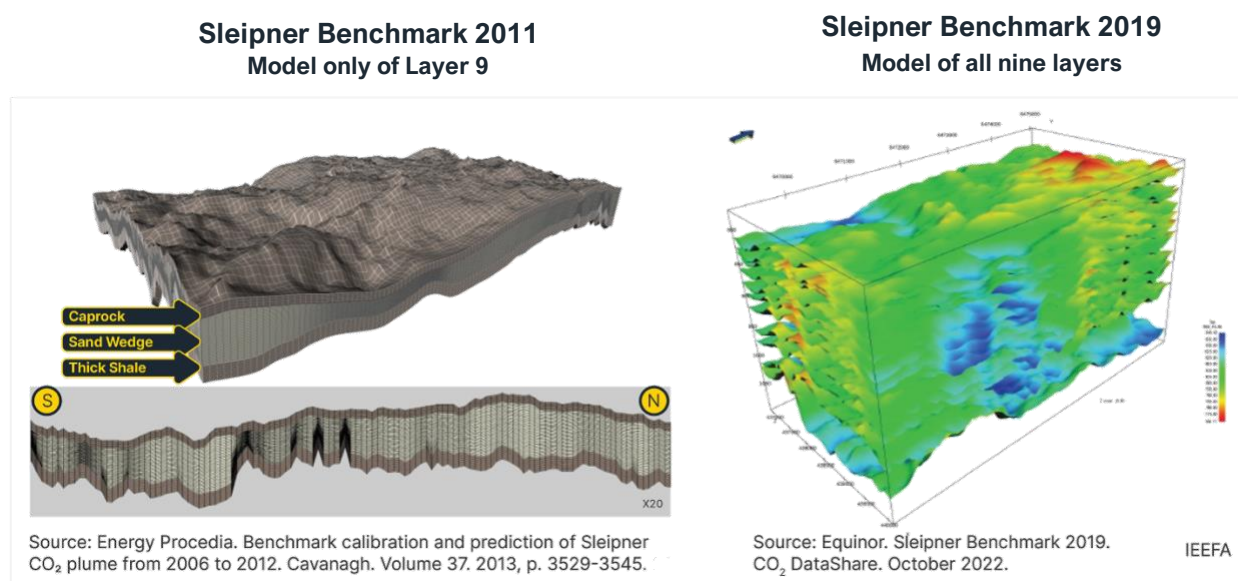 Sleipner Benchmark 2011
Model only of Layer 9
Sleipner Benchmark 2019
Model of all nine layers
Caprock
Sand Wedge
Thick Shale
S
N
X20
Source: Energy Procedia. Benchmark calibration and prediction of Sleipner
CO₂ plume from 2006 to 2012. Cavanagh. Volume 37. 2013, p. 3529-3545.
Source: Equinor. Sleipner Benchmark 2019.
CO₂ DataShare. October 2022.
IEEFA